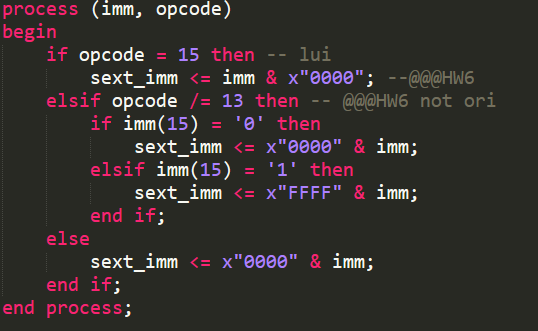 process (imm, opcode)
begin
    if opcode = 15 then -- lui
        sext_imm <= imm & x"0000"; --@@@HW6
    elsif opcode /= 13 then -- @@@HW6 not ori
        if imm(15) = '0' then
            sext_imm <= x"0000" & imm;
        elsif imm(15) = '1' then
            sext_imm <= x"FFFF" & imm;
        end if;
    else
        sext_imm <= x"0000" & imm;
    end if;
end process;